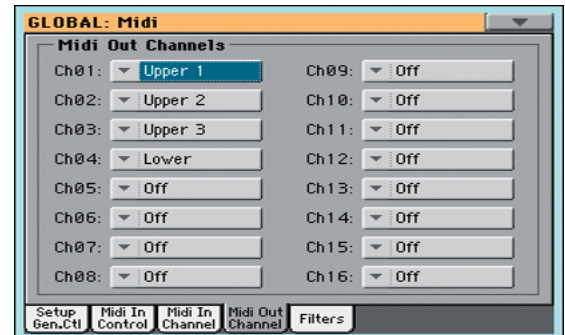 GLOBAL: Midi
Midi Out Channels
Ch01: Upper 1
Ch02: Upper 2
Ch03: Upper 3
Ch04: Lower
Ch05: Off
Ch06: Off
Ch07: Off
Ch08: Off
Ch09: Off
Ch10: Off
Ch11: Off
Ch12: Off
Ch13: Off
Ch14: Off
Ch15: Off
Ch16: Off
Setup Gen.Ctl
Midi In Control
Midi In Channel
Midi Out Channel
Filters